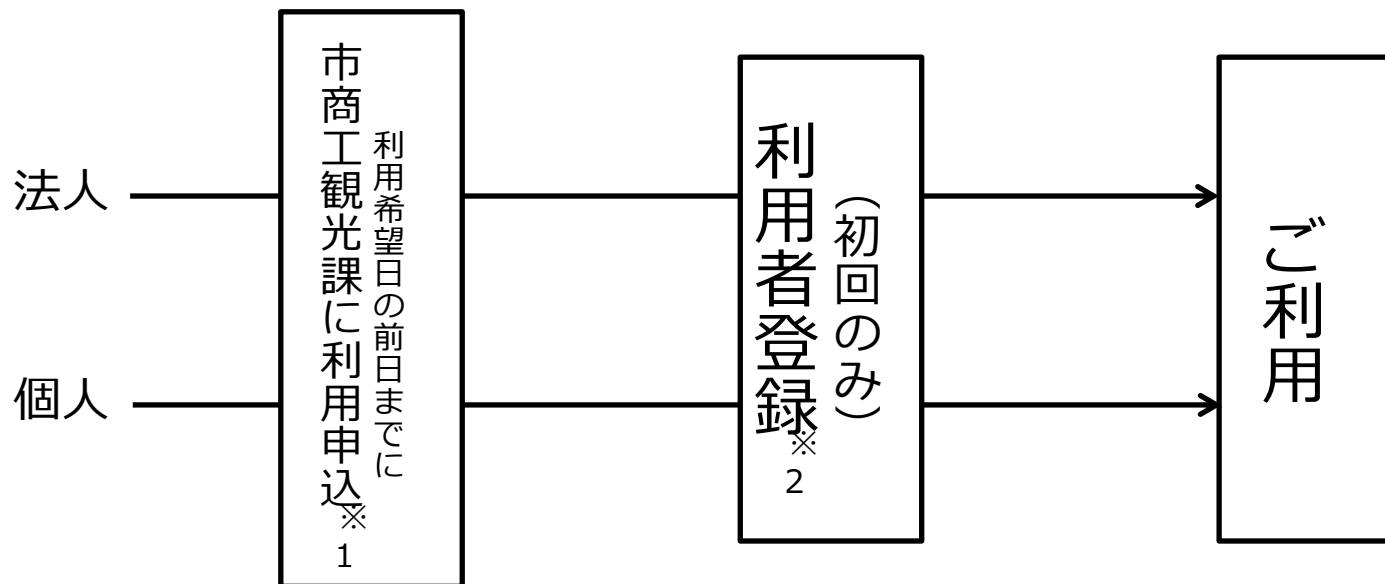 法人
個人
利用希望日の前日までに
市商工観光課に利用申込※1
(初回のみ)
利用者登録※2
ご利用